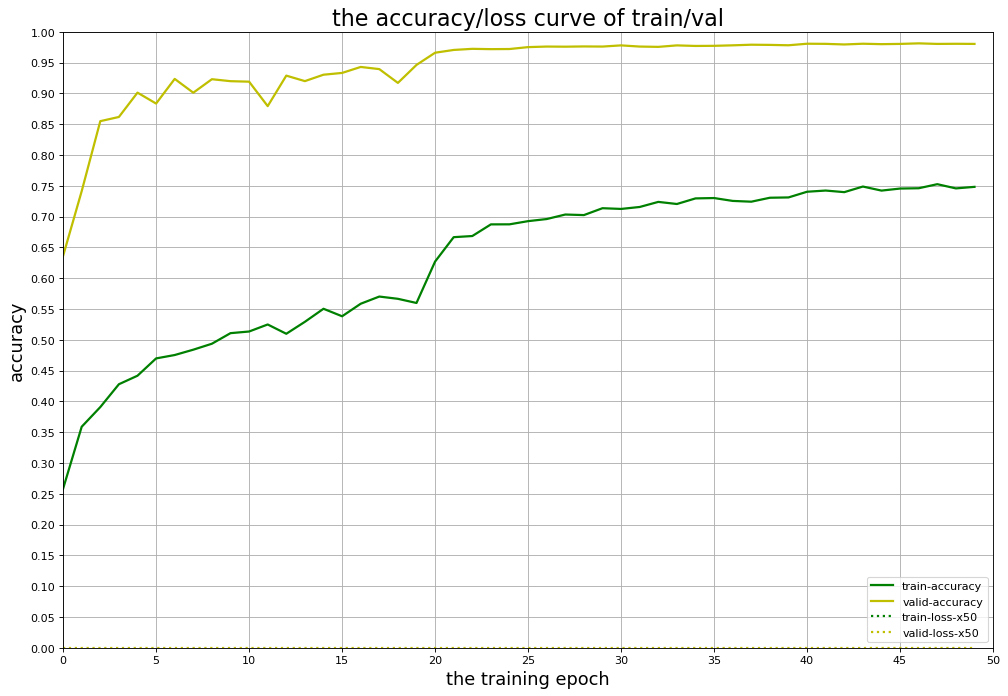 the accuracy/loss curve of train/val
accuracy
1.00
0.95
0.90
0.85
0.80
0.75
0.70
0.65
0.60
0.55
0.50
0.45
0.40
0.35
0.30
0.25
0.20
0.15
0.10
0.05
0.00
train-accuracy
valid-accuracy
train-loss-x50
valid-loss-x50
0 5 10 15 20 25 30 35 40 45 50
the training epoch